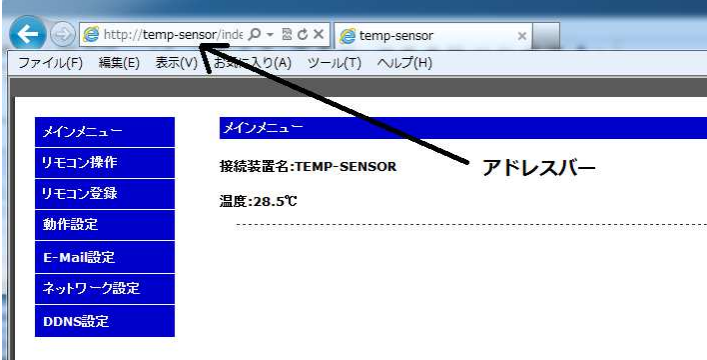 http://temp-sensor/inde
temp-sensor
ファイル(F) 編集(E) 表示(V) お気に入り(A) ツール(T) ヘルプ(H)
メインメニュー
リモコン操作
リモコン登録
動作設定
E-Mail設定
ネットワーク設定
DDNS設定
メインメニュー
接続装置名:TEMP-SENSOR
温度:28.5℃
アドレスバー